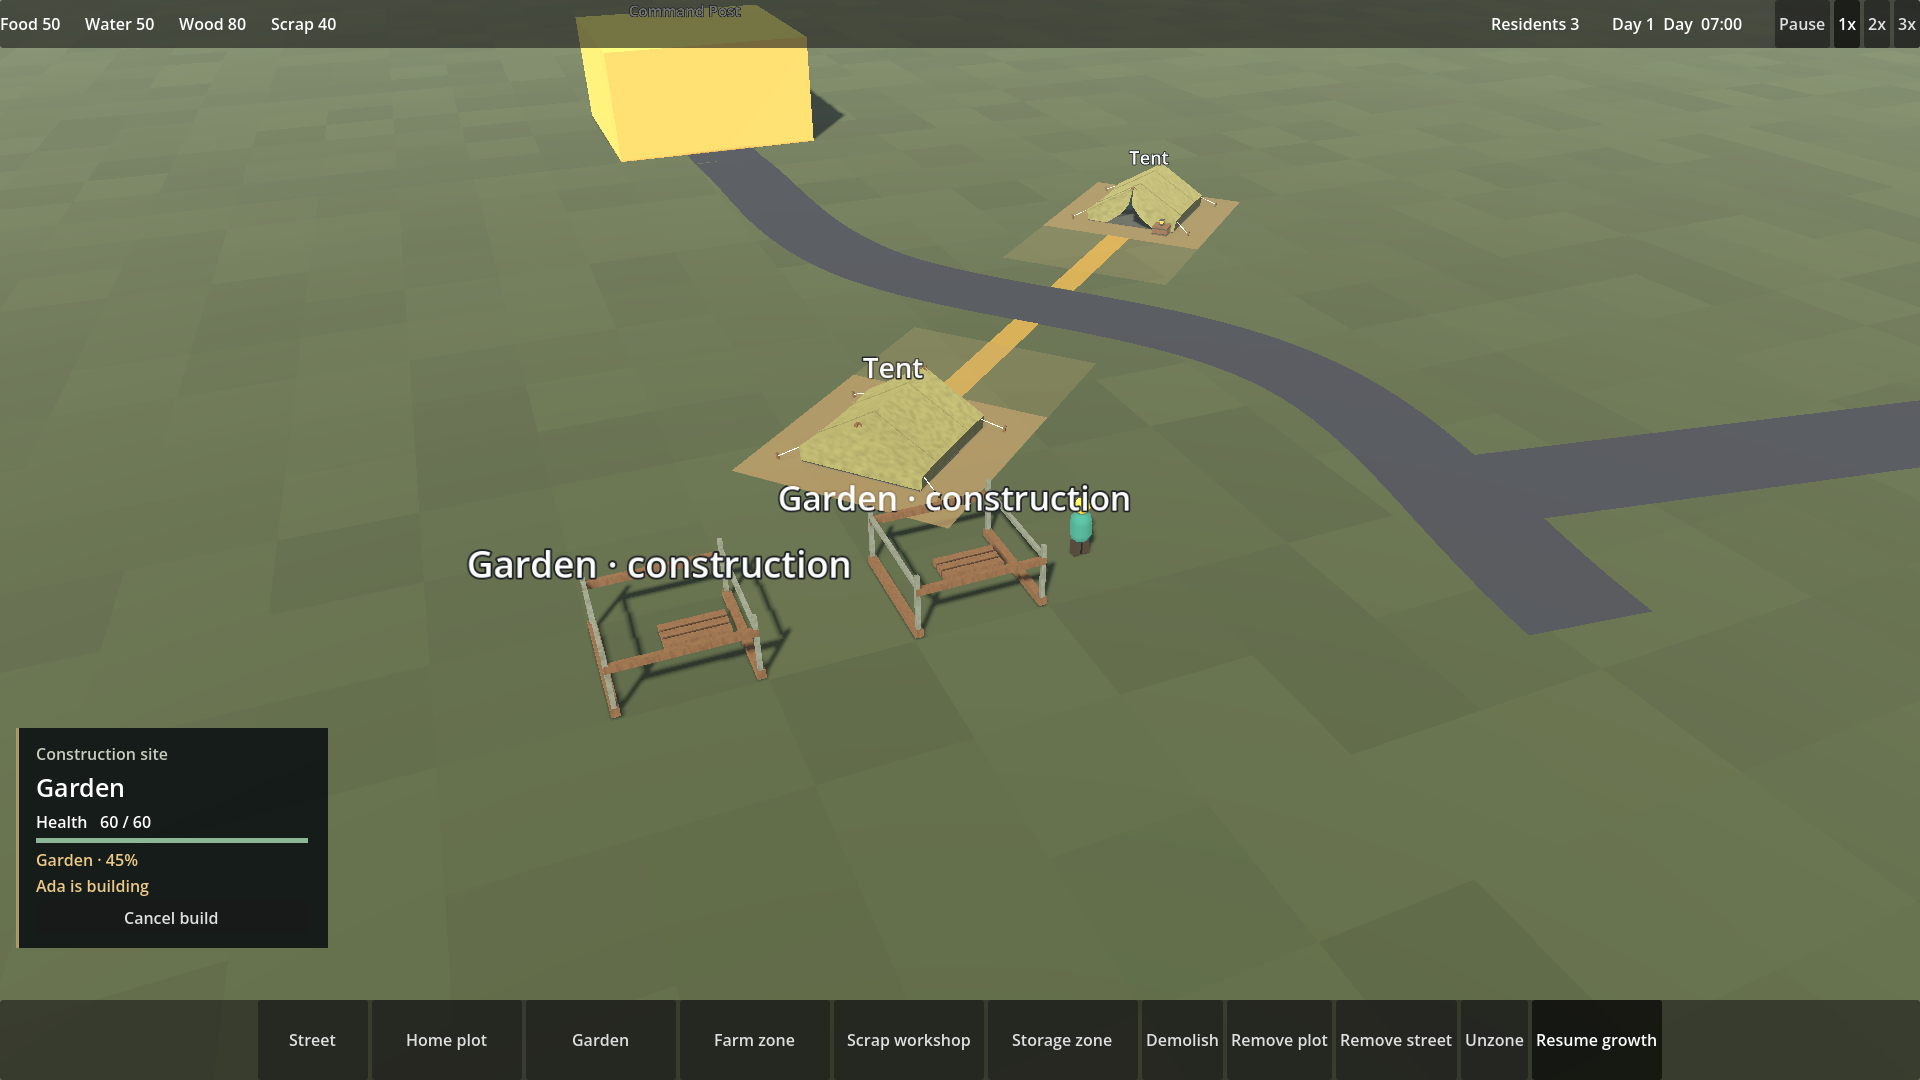 Food 50 Water 50 Wood 80 Scrap 40
Command Post
Residents 3 Day 1 Day 07:00 Pause 1x 2x 3x
Tent
Tent
Garden · construction
Garden · construction
Construction site
Garden
Health 60 / 60
Garden · 45%
Ada is building
Cancel build
Street Home plot Garden Farm zone Scrap workshop Storage zone Demolish Remove plot Remove street Unzone Resume growth